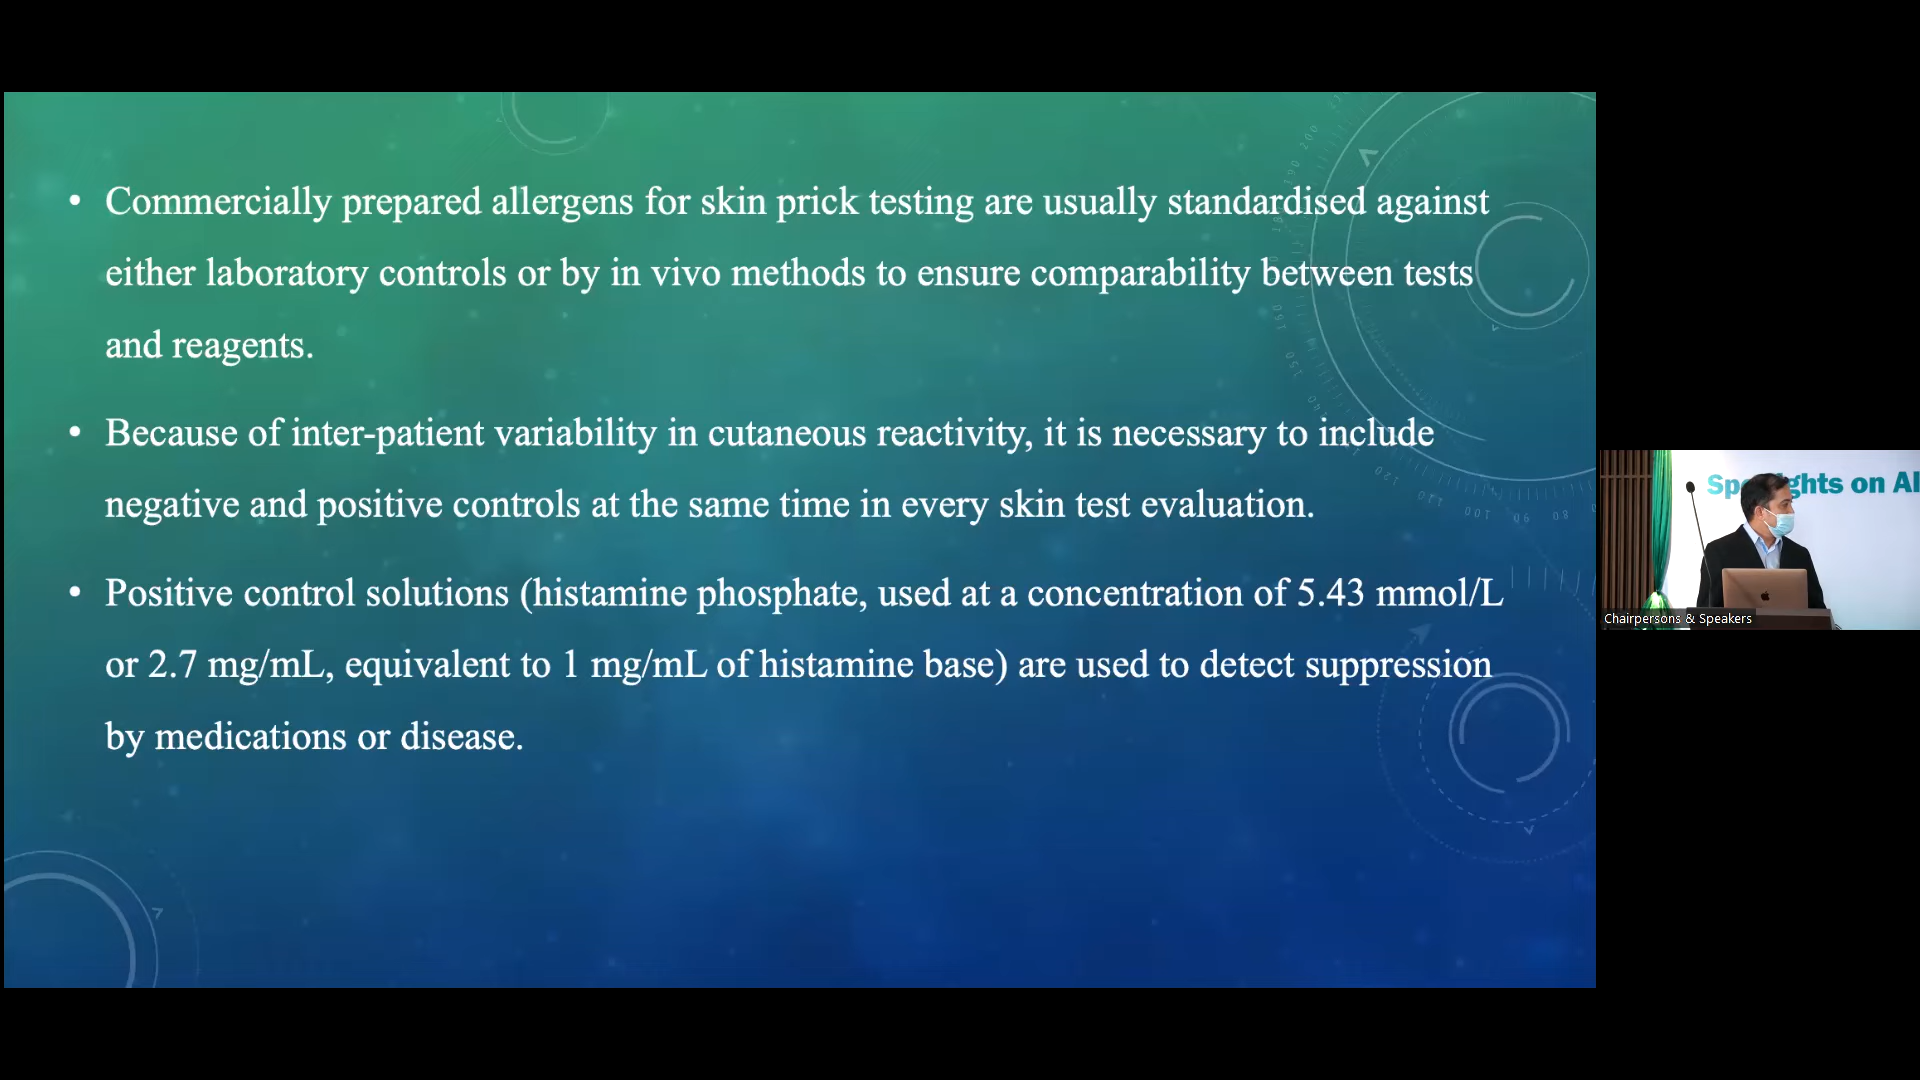 • Commercially prepared allergens for skin prick testing are usually standardised against
either laboratory controls or by in vivo methods to ensure comparability between tests
and reagents.
• Because of inter-patient variability in cutaneous reactivity, it is necessary to include
negative and positive controls at the same time in every skin test evaluation.
• Positive control solutions (histamine phosphate, used at a concentration of 5.43 mmol/L
or 2.7 mg/mL, equivalent to 1 mg/mL of histamine base) are used to detect suppression
by medications or disease.
ghts on Al
Chairpersons & Speakers